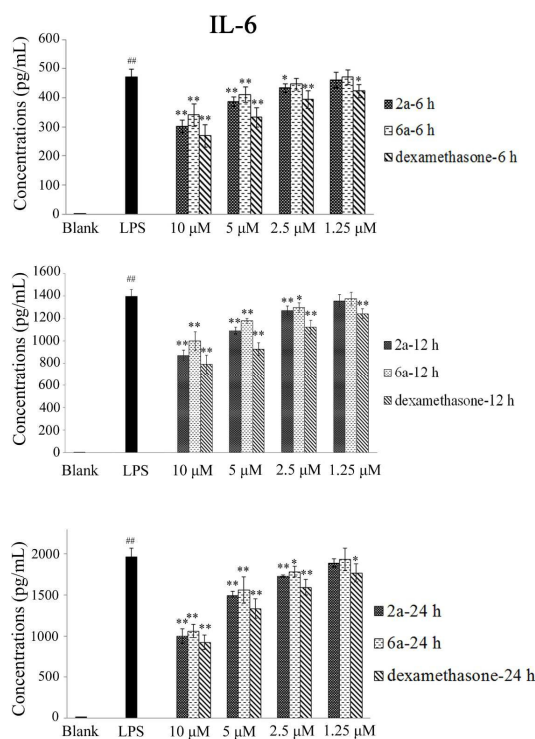 IL-6
Concentrations (pg/mL)
600
500
400
300
200
100
0
##
** ** **
** ** **
* **
*
Blank LPS 10 μM 5 μM 2.5 μM 1.25 μM
2a-6 h
6a-6 h
dexamethasone-6 h
Concentrations (pg/mL)
1600
1400
1200
1000
800
600
400
200
0
##
** ** **
** ** **
** * **
**
Blank LPS 10 μM 5 μM 2.5 μM 1.25 μM
2a-12 h
6a-12 h
dexamethasone-12 h
Concentrations (pg/mL)
2000
1500
1000
500
0
##
** ** **
** ** **
** * **
*
Blank LPS 10 μM 5 μM 2.5 μM 1.25 μM
2a-24 h
6a-24 h
dexamethasone-24 h